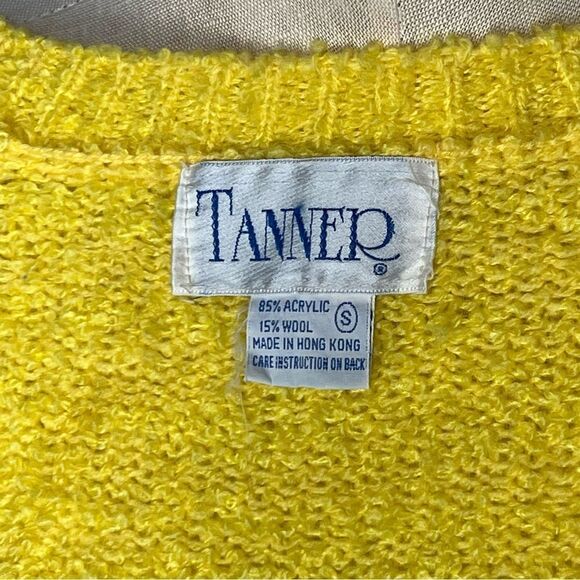 TANNER®
85% ACRYLIC Ⓢ
15% WOOL
MADE IN HONG KONG
CARE INSTRUCTION ON BACK